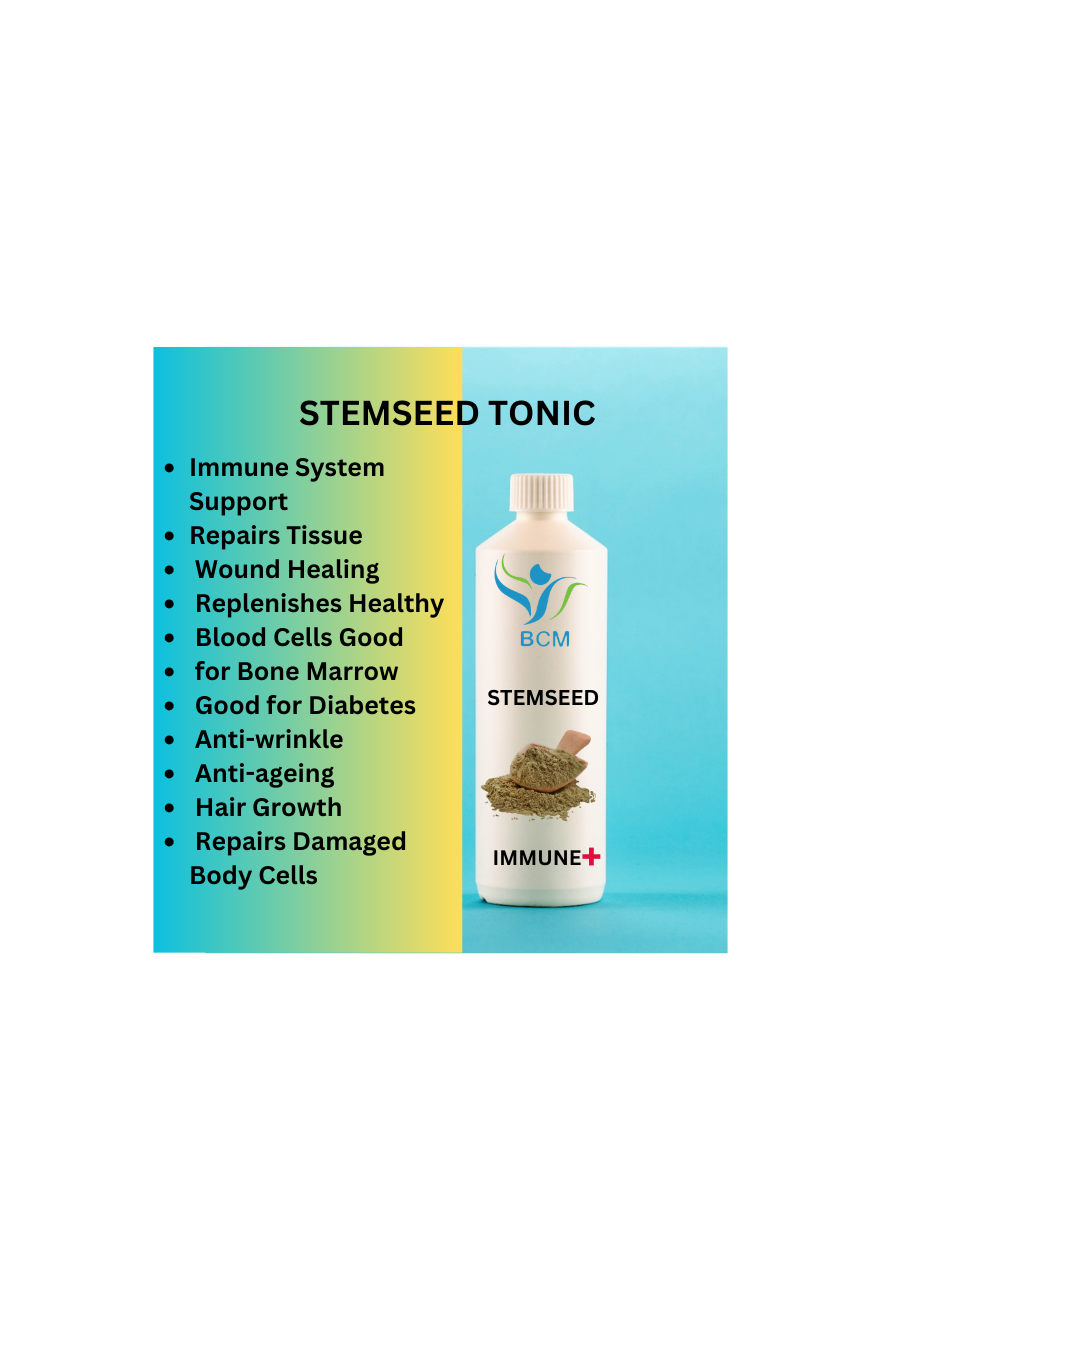 STEMSEED TONIC
• Immune System
Support
• Repairs Tissue
• Wound Healing
• Replenishes Healthy
• Blood Cells Good
• for Bone Marrow
• Good for Diabetes
• Anti-wrinkle
• Anti-ageing
• Hair Growth
• Repairs Damaged
Body Cells
BCM
STEMSEED
IMMUNE+